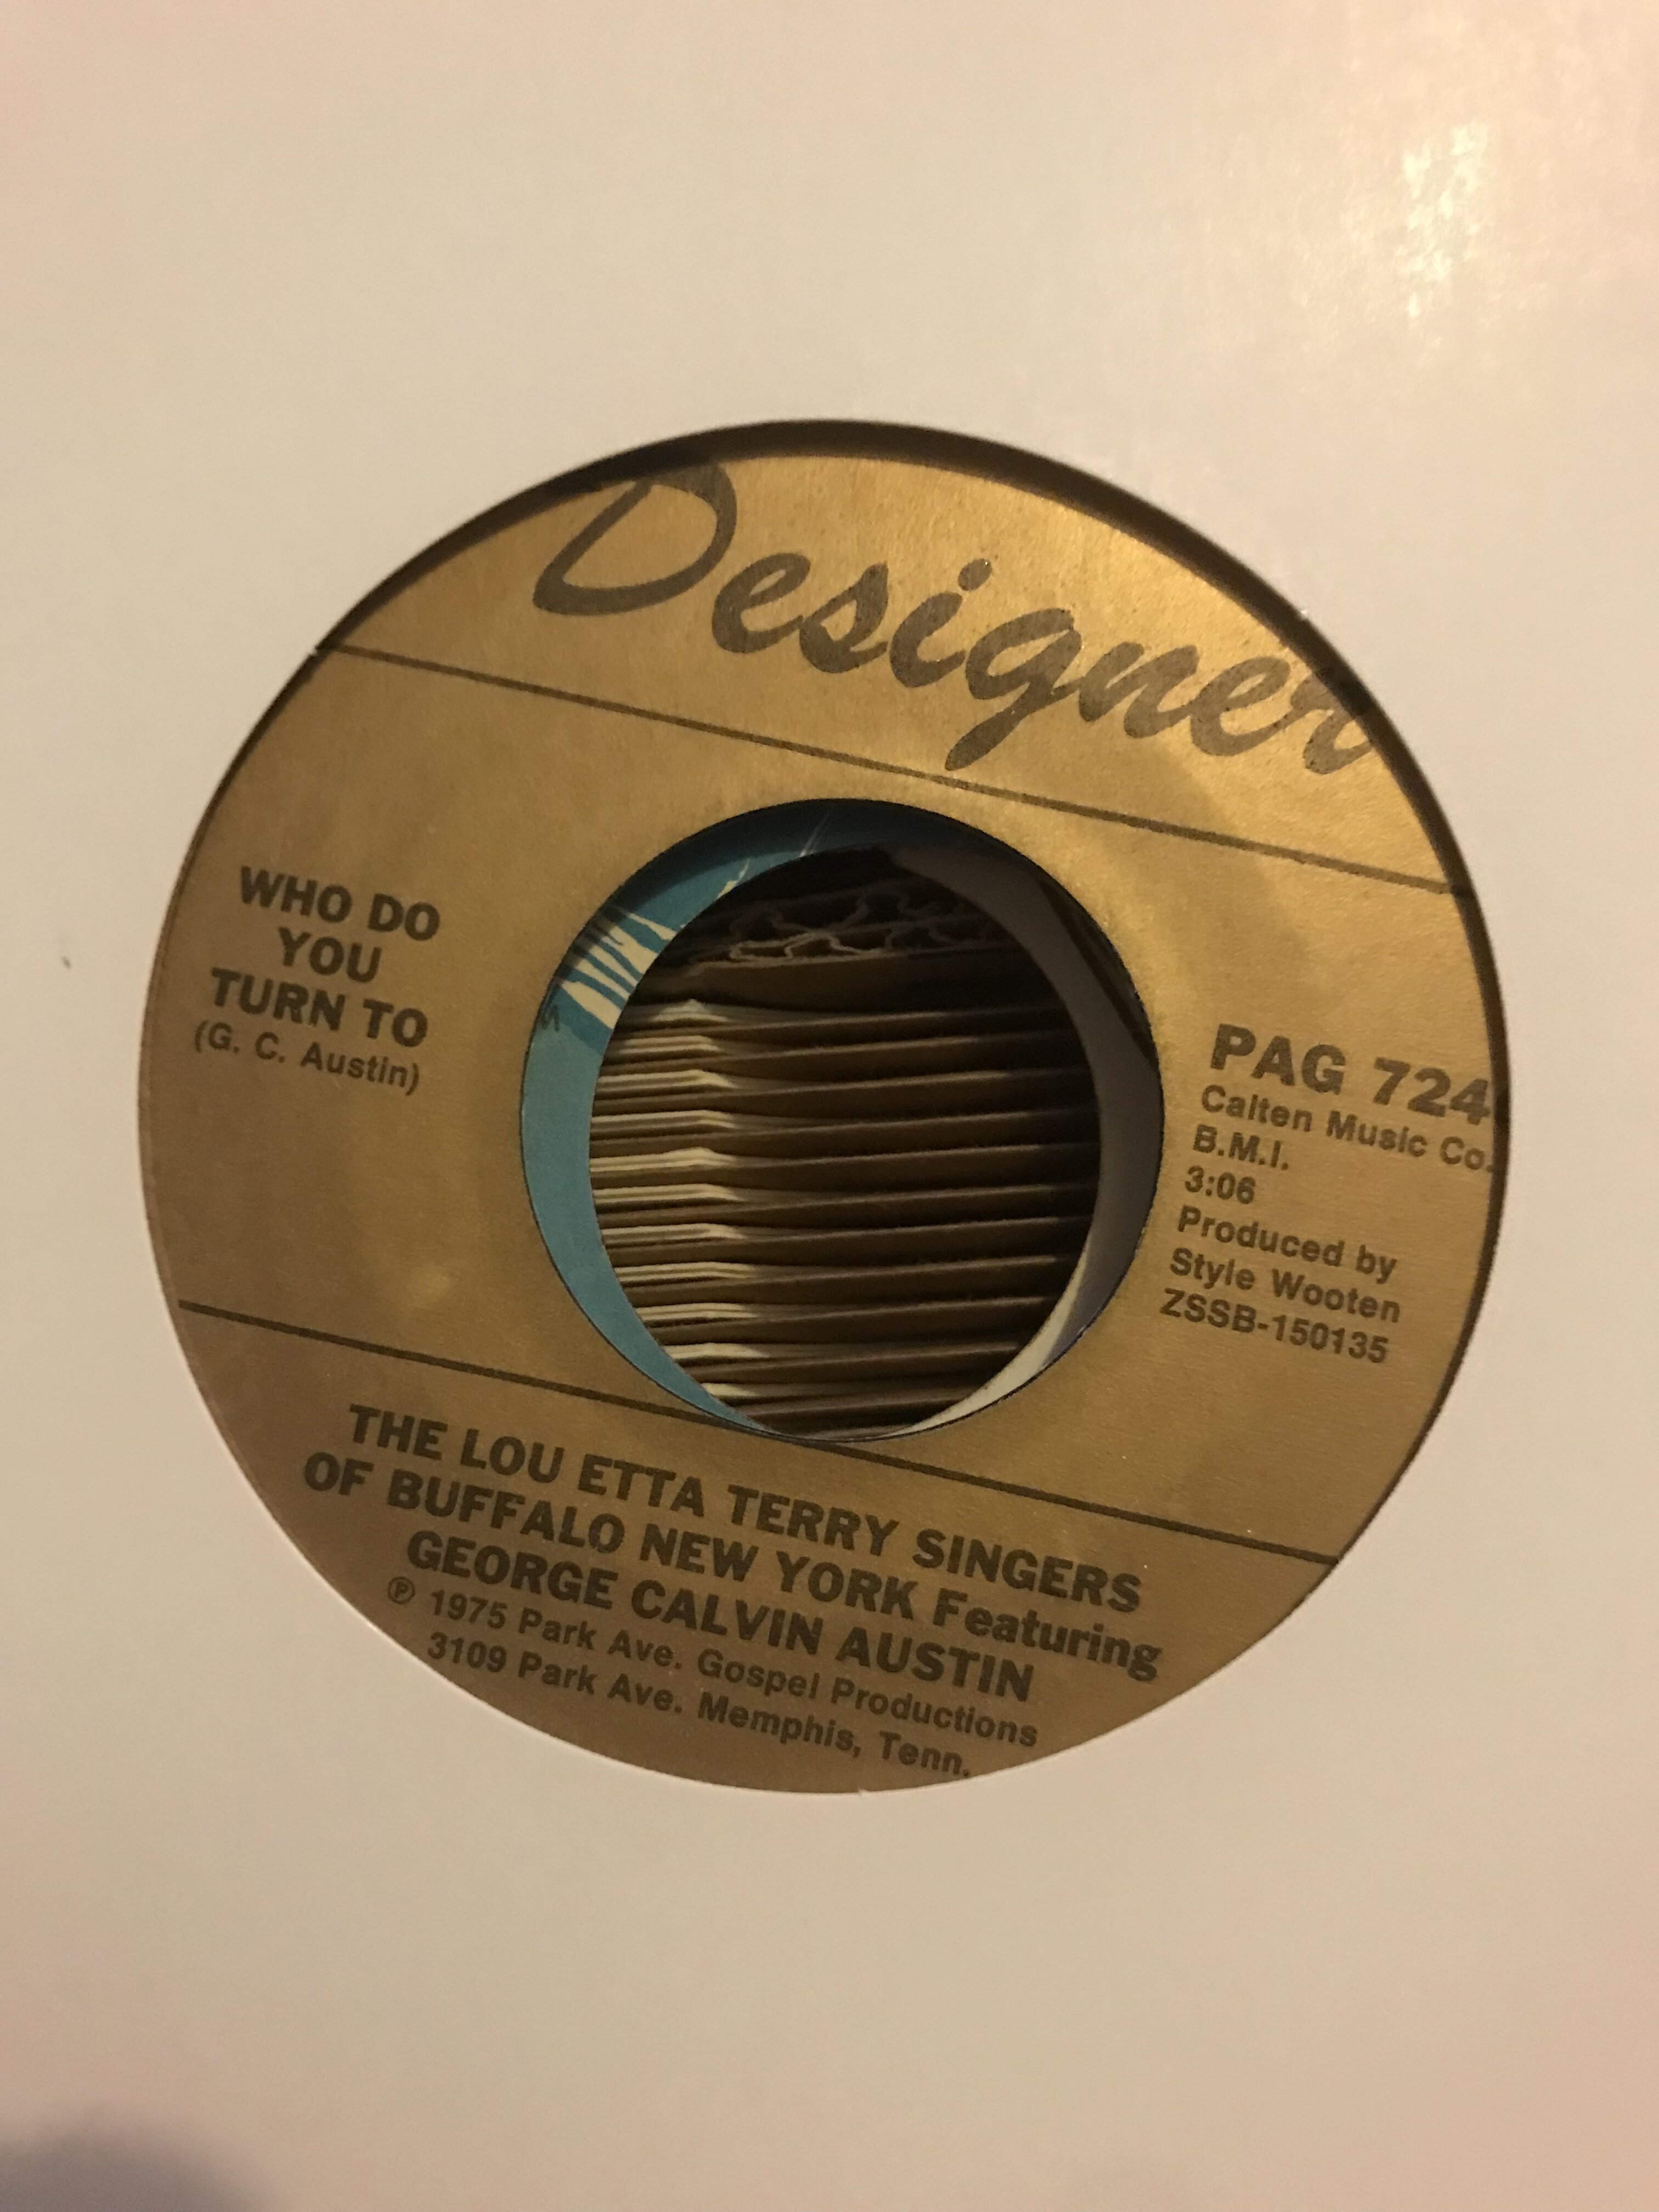 Designer
WHO DO
YOU
TURN TO
(G. C. Austin)
PAG 724
Calten Music Co.
B.M.I.
3:06
Produced by
Style Wooten
ZSSB-150135
THE LOU ETTA TERRY SINGERS
OF BUFFALO NEW YORK Featuring
GEORGE CALVIN AUSTIN
℗ 1975 Park Ave. Gospel Productions
3109 Park Ave. Memphis, Tenn.